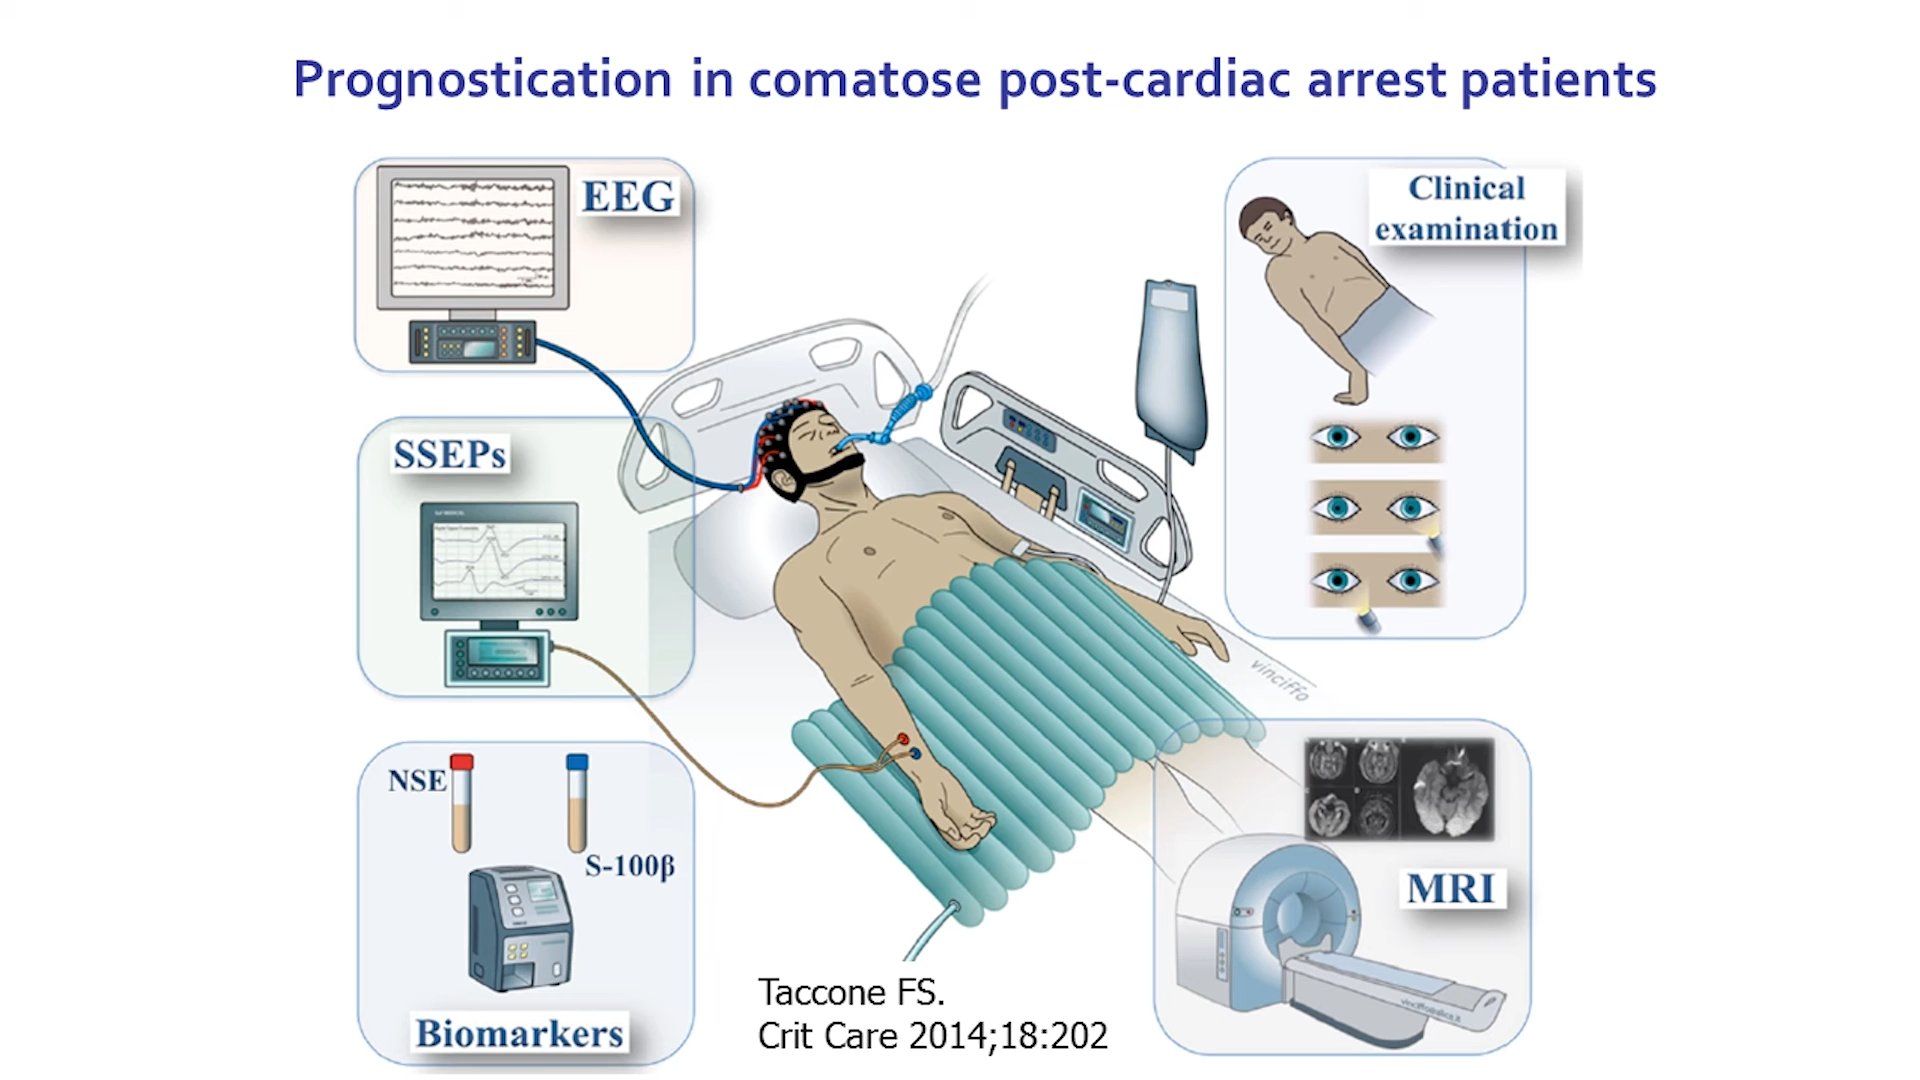 Prognostication in comatose post-cardiac arrest patients
EEG
Clinical
examination
SSEPs
vinciffo
NSE
S-100β
MRI
Biomarkers
Taccone FS.
Crit Care 2014;18:202